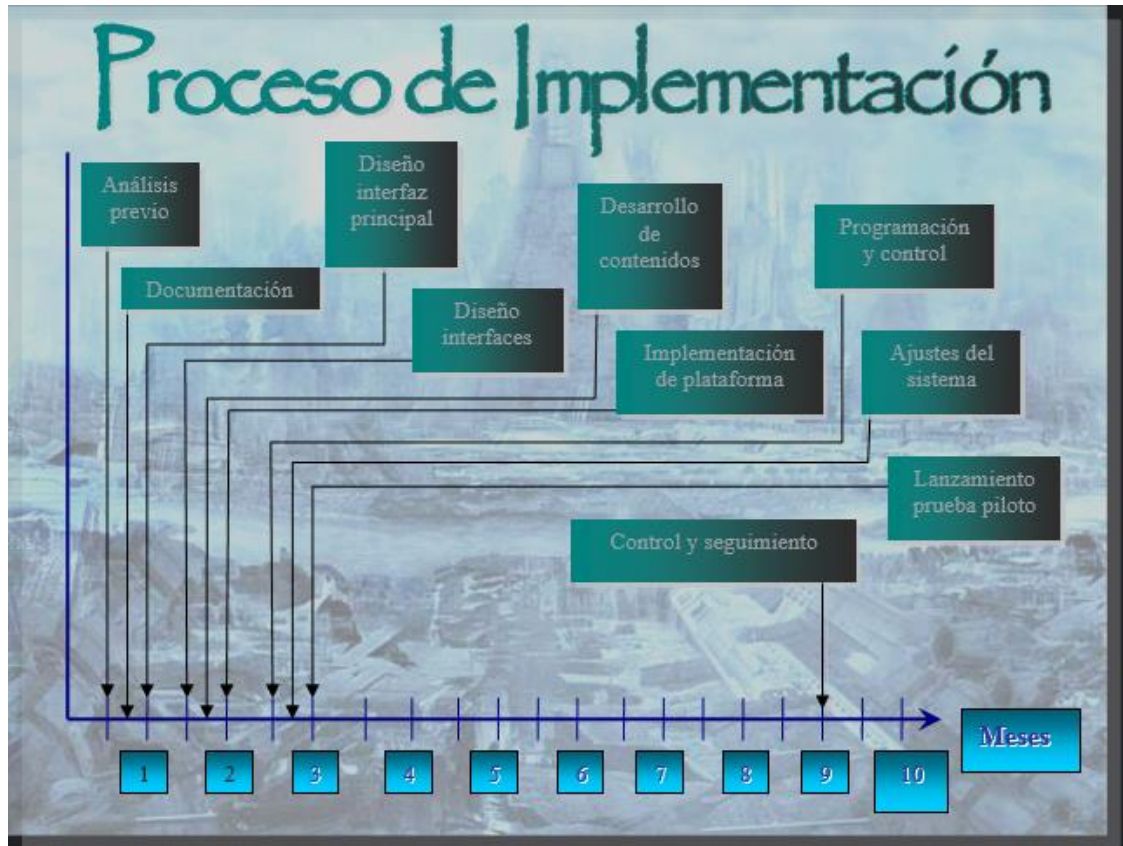 Proceso de Implementación
Análisis
previo
Diseño
interfaz
principal
Documentación
Diseño
interfaces
Desarrollo
de
contenidos
Implementación
de plataforma
Programación
y control
Ajustes del
sistema
Lanzamiento
prueba piloto
Control y seguimiento
1
2
3
4
5
6
7
8
9
10
Meses